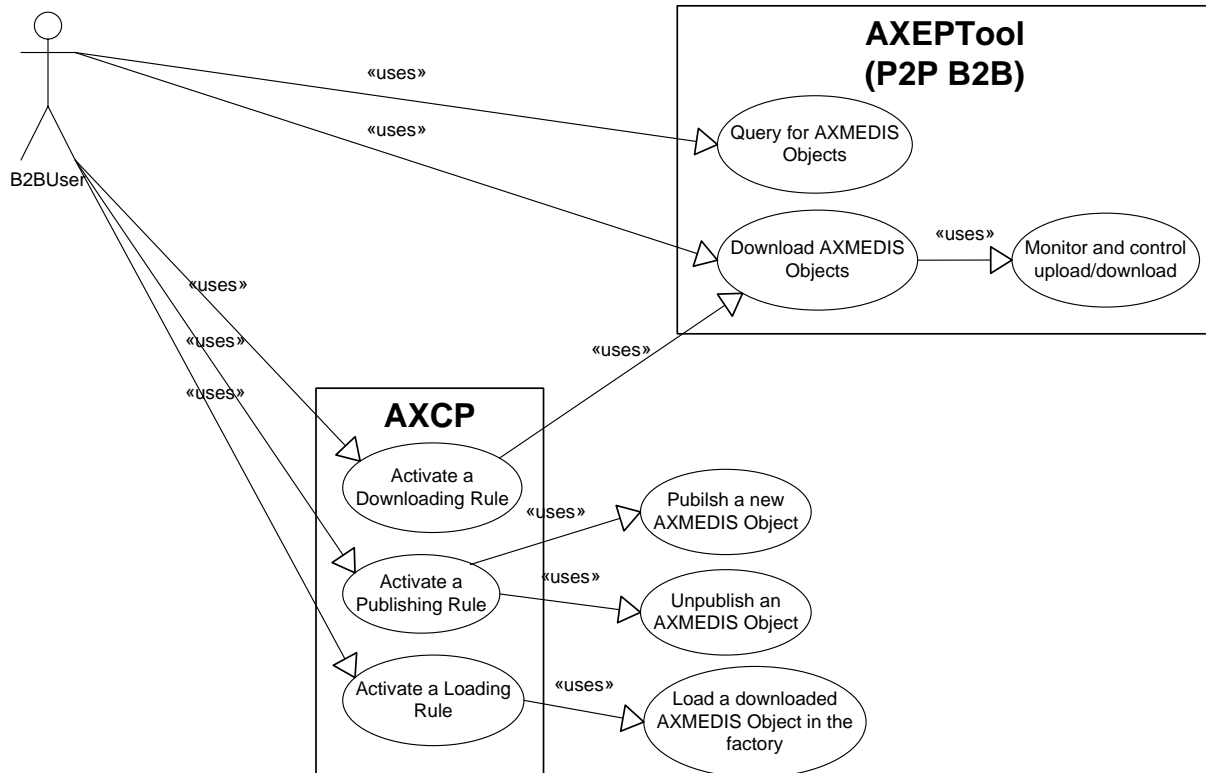 AXEPTool
(P2P B2B)
«uses»
«uses»
Query for AXMEDIS
Objects
B2BUser
«uses»
Download AXMEDIS
Objects
Monitor and control
upload/download
«uses»
«uses»
«uses»
«uses»
AXCP
Activate a
Downloading Rule
«uses»
Pubilsh a new
AXMEDIS Object
Activate a
Publishing Rule
«uses»
Unpublish an
AXMEDIS Object
Activate a Loading
Rule
«uses»
Load a downloaded
AXMEDIS Object in the
factory